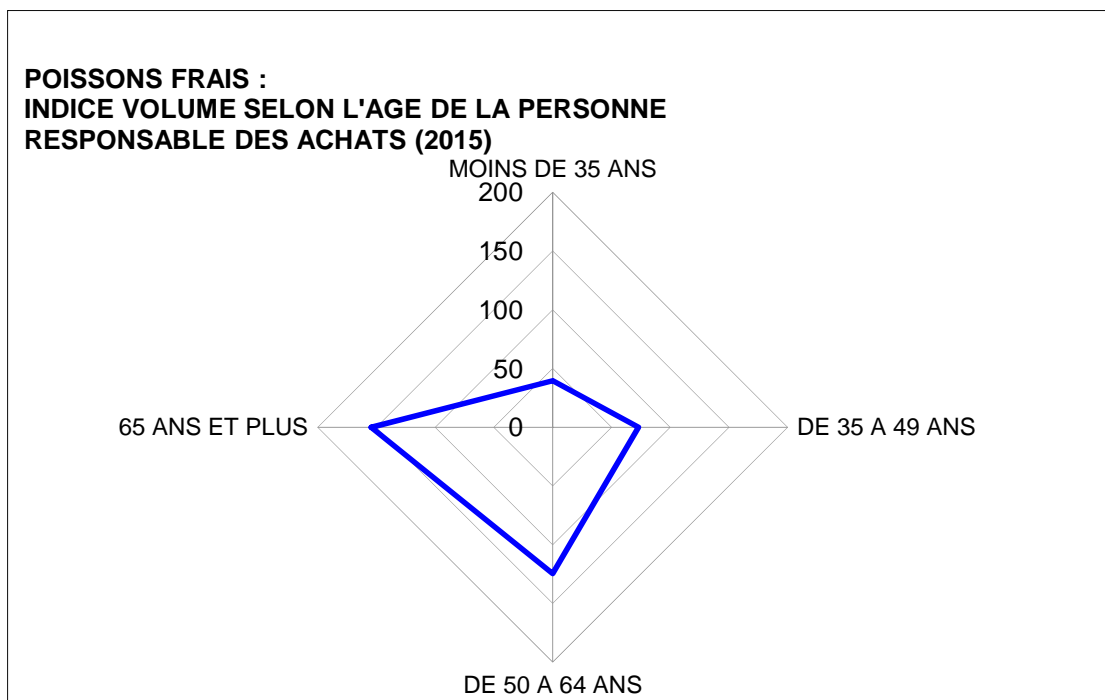 POISSONS FRAIS :
INDICE VOLUME SELON L'AGE DE LA PERSONNE
RESPONSABLE DES ACHATS (2015)
MOINS DE 35 ANS
200
150
100
50
0
65 ANS ET PLUS
DE 35 A 49 ANS
DE 50 A 64 ANS